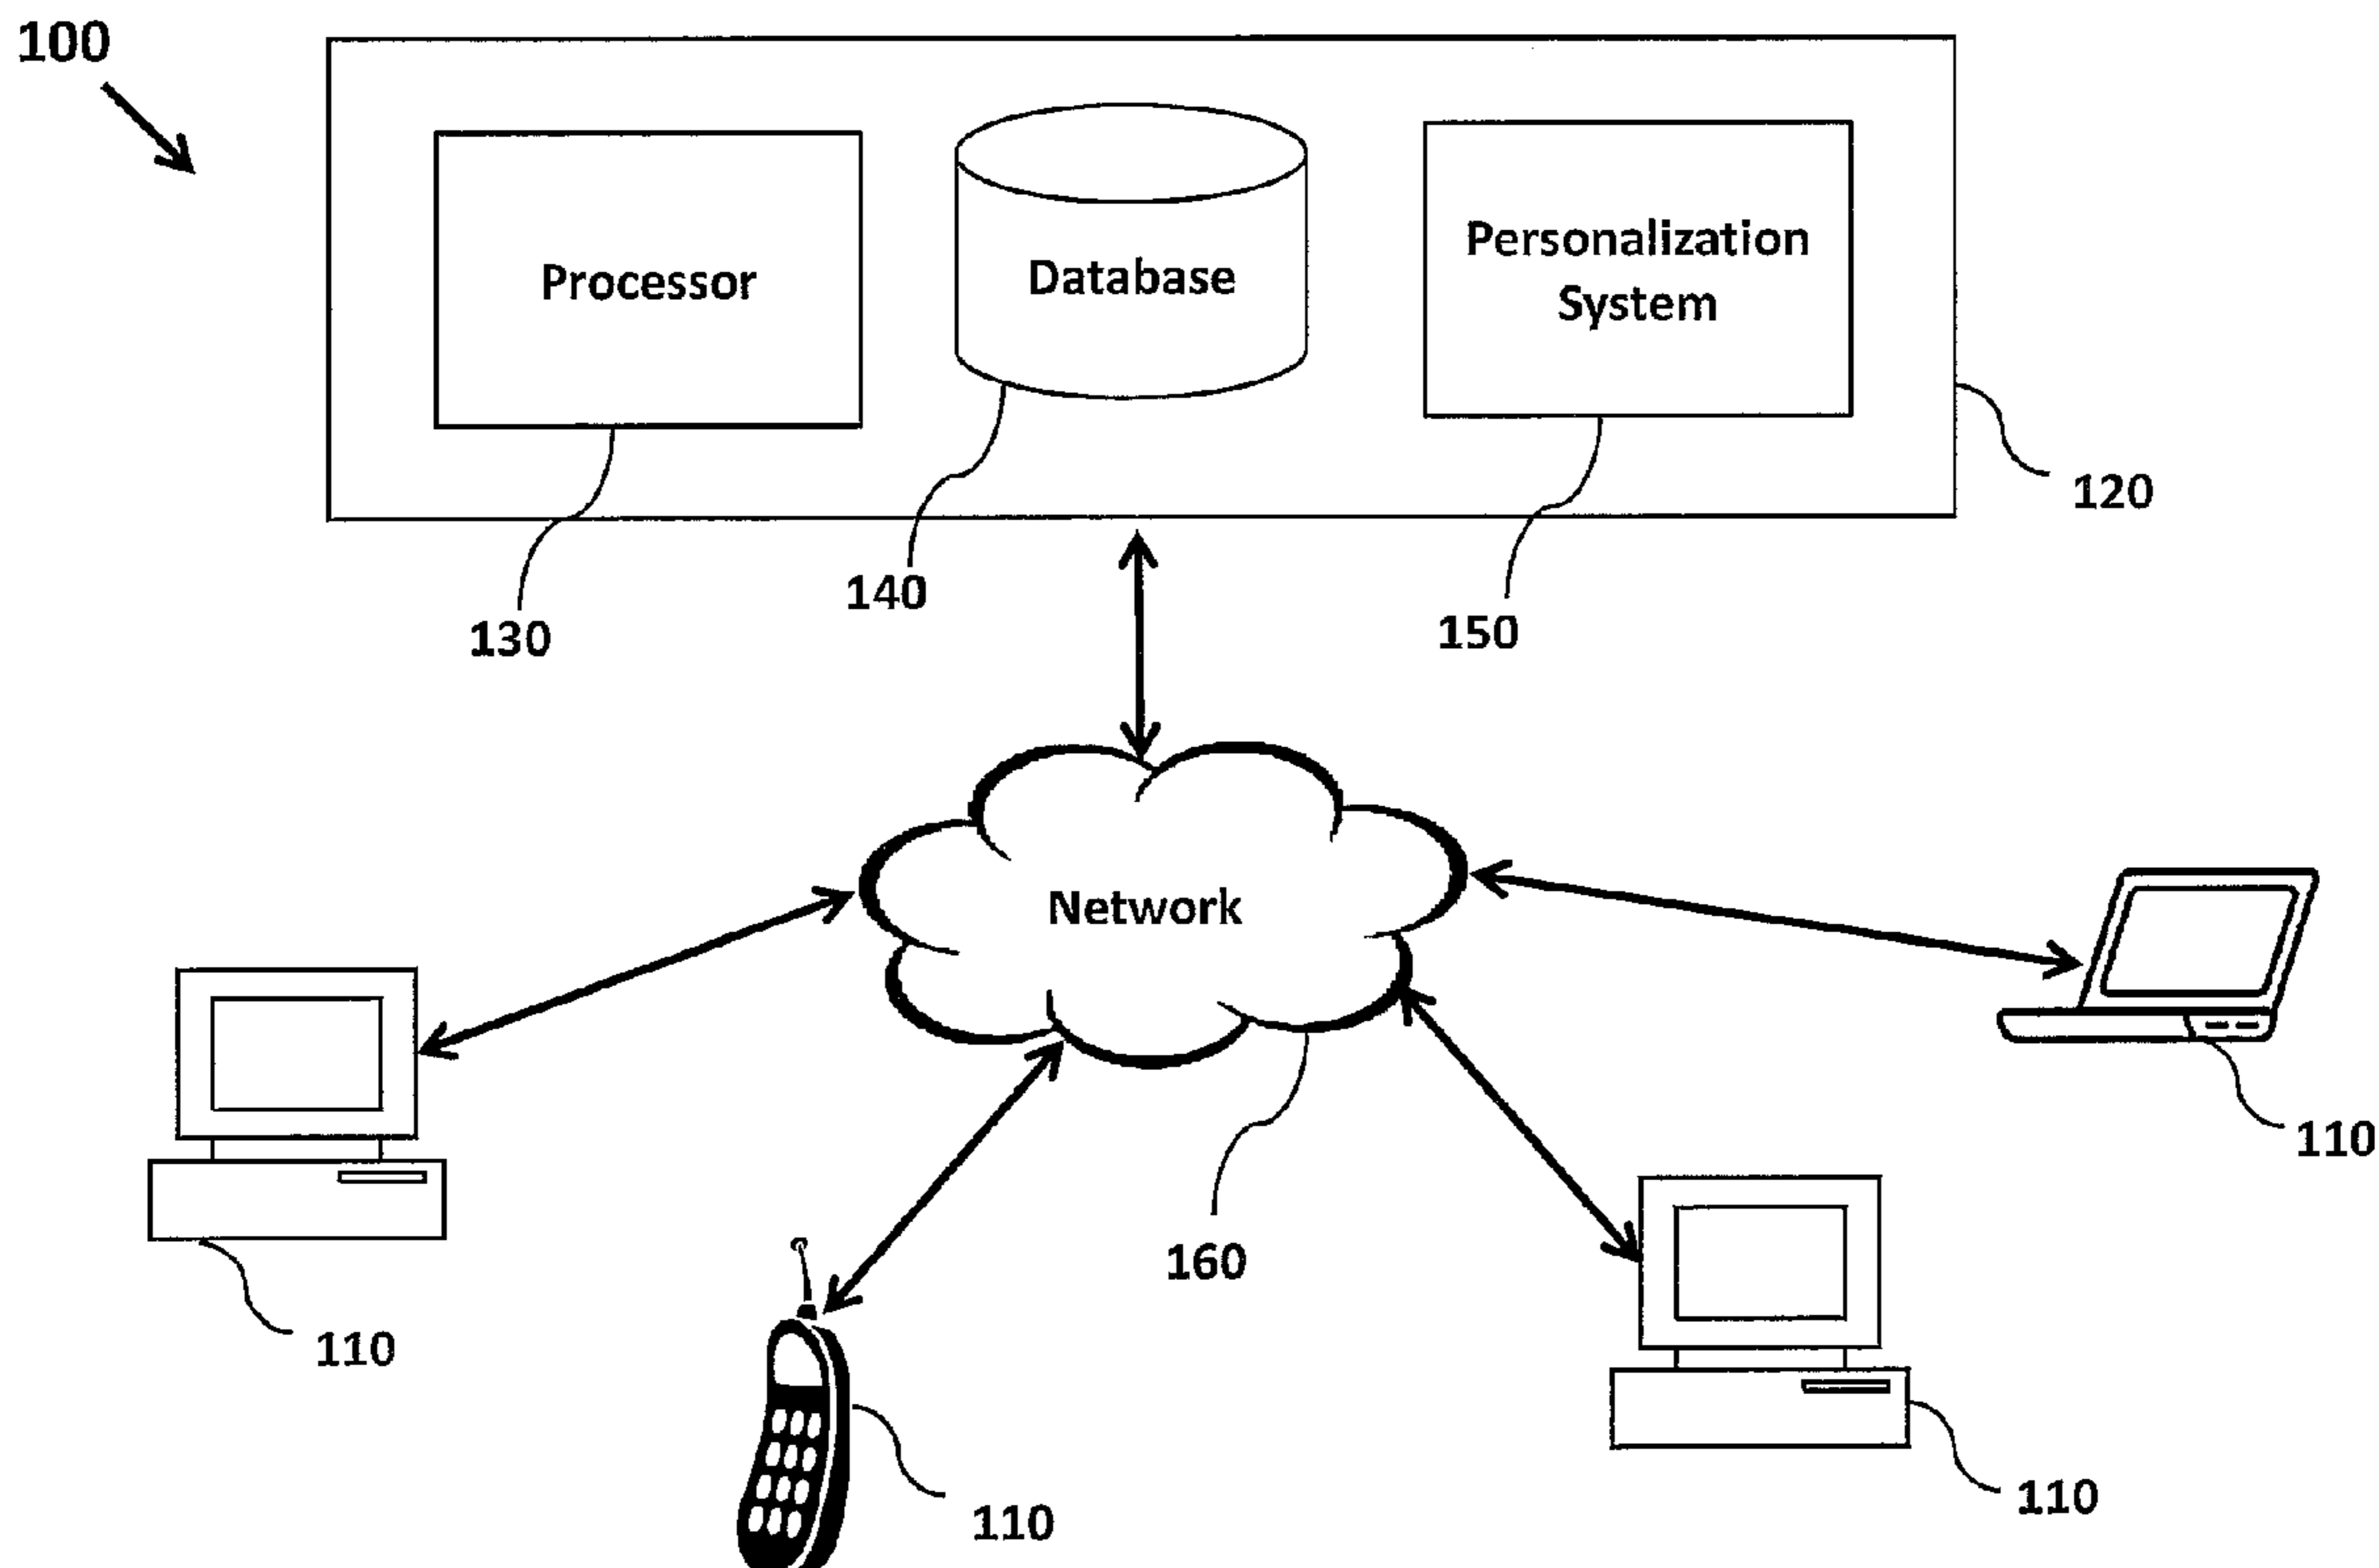 100
Processor
Database
Personalization
System
120
130
140
150
Network
110
160
110
110
110